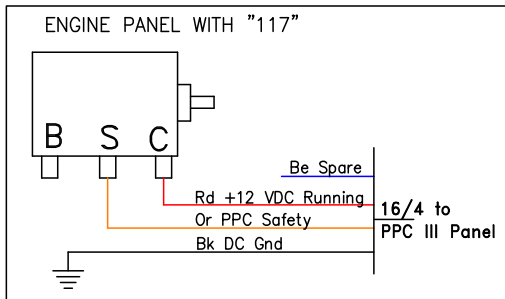 ENGINE PANEL WITH "117"
B S C
Be Spare
Rd +12 VDC Running
Or PPC Safety
Bk DC Gnd
16/4 to
PPC III Panel